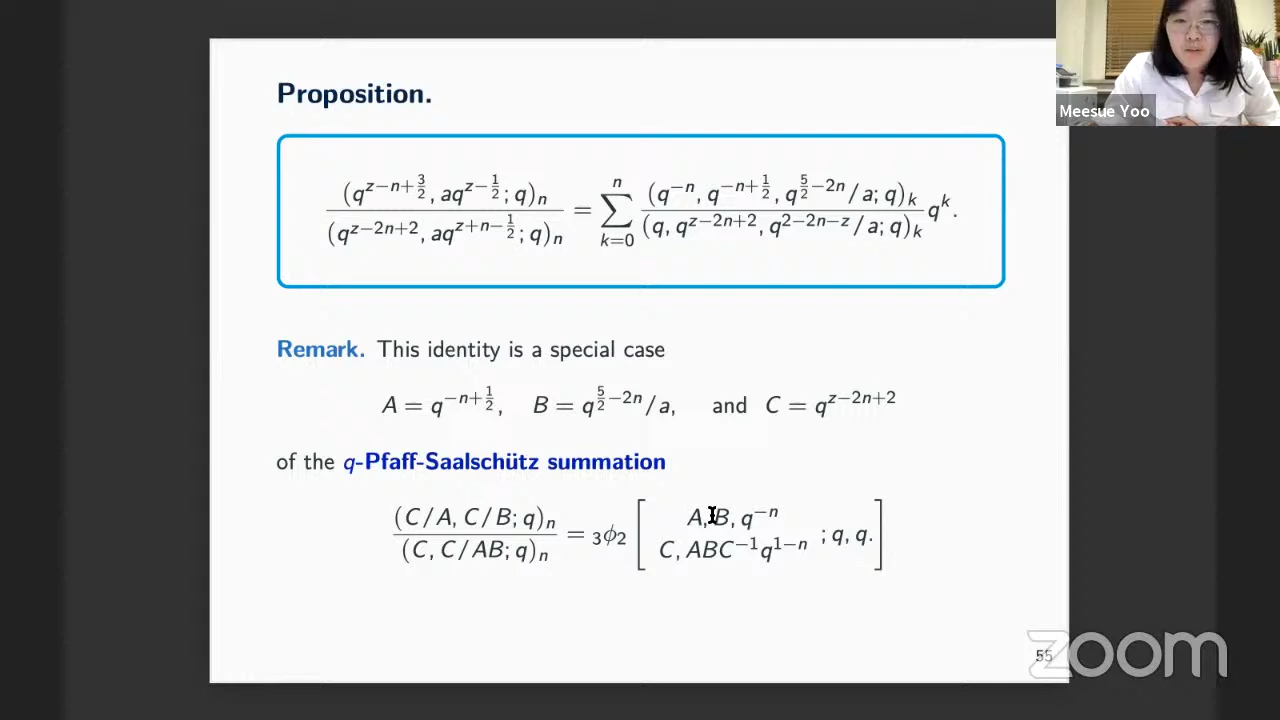 Proposition.
(q^{z−n+3/2}, aq^{z−1/2}; q)_n / (q^{z−2n+2}, aq^{z+n−1/2}; q)_n = ∑_{k=0}^{n} (q^{−n}, q^{−n+1/2}, q^{5/2−2n}/a; q)_k / (q, q^{z−2n+2}, q^{2−2n−z}/a; q)_k q^k.
Remark. This identity is a special case
A = q^{−n+1/2}, B = q^{5/2−2n}/a, and C = q^{z−2n+2}
of the q-Pfaff-Saalschütz summation
(C/A, C/B; q)_n / (C, C/AB; q)_n = ₃ϕ₂ [ A, B, q^{−n} / C, ABC^{−1}q^{1−n} ; q, q. ]
Meesue Yoo
55
zoom